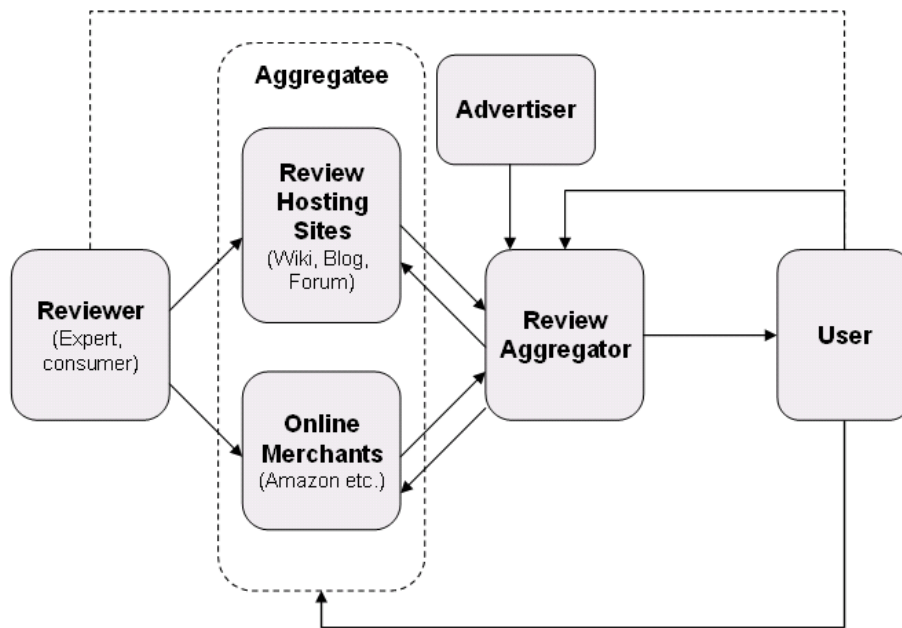 Aggregatee
Advertiser
Review
Hosting
Sites
(Wiki, Blog,
Forum)
Reviewer
(Expert,
consumer)
Review
Aggregator
User
Online
Merchants
(Amazon etc.)